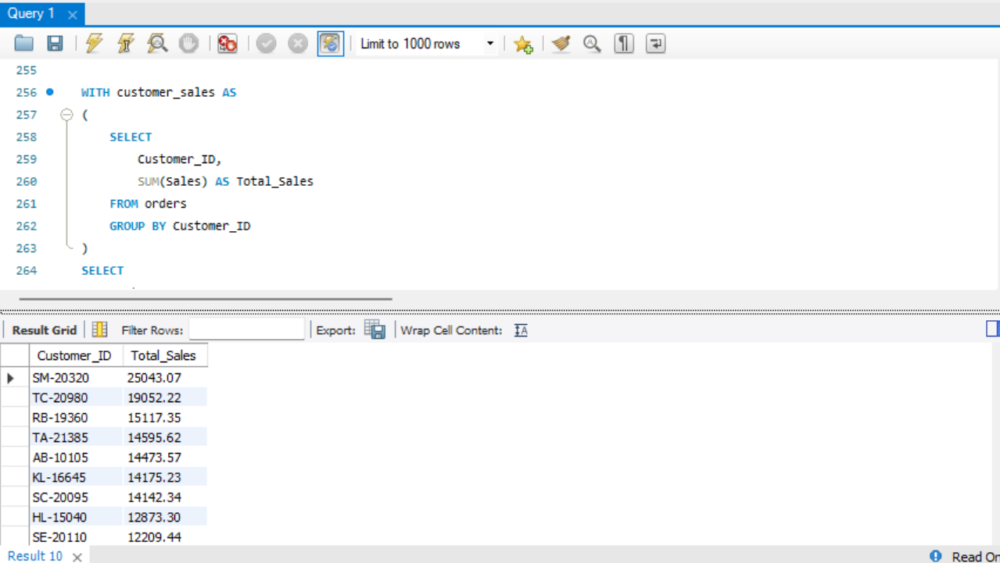 Query 1
Limit to 1000 rows
255
256 WITH customer_sales AS
257 (
258 SELECT
259 Customer_ID,
260 SUM(Sales) AS Total_Sales
261 FROM orders
262 GROUP BY Customer_ID
263 )
264 SELECT
Result Grid Filter Rows: Export: Wrap Cell Content:
Customer_ID Total_Sales
SM-20320 25043.07
TC-20980 19052.22
RB-19360 15117.35
TA-21385 14595.62
AB-10105 14473.57
KL-16645 14175.23
SC-20095 14142.34
HL-15040 12873.30
SE-20110 12209.44
Result 10 Read On